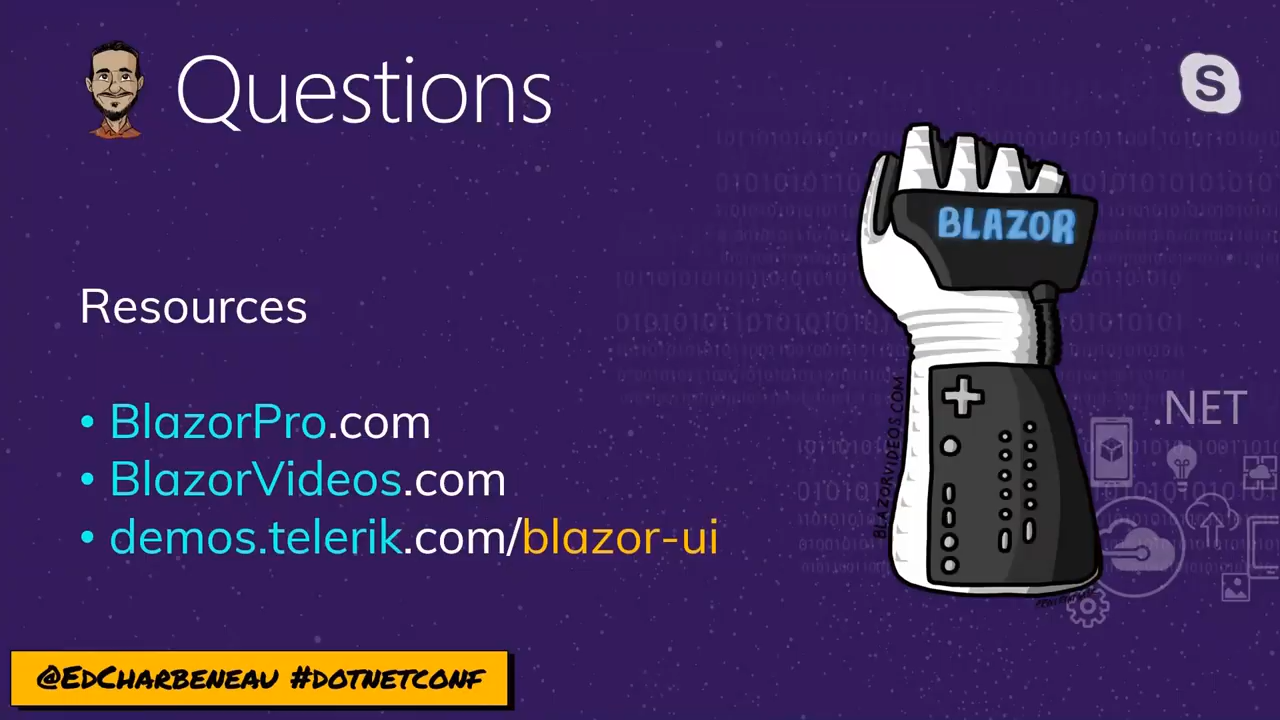 Questions
S
BLAZOR
Resources
.NET
• BlazorPro.com
• BlazorVideos.com
• demos.telerik.com/blazor-ui
BLAZORVIDEOS.COM
@EdCharbeneau #dotnetconf